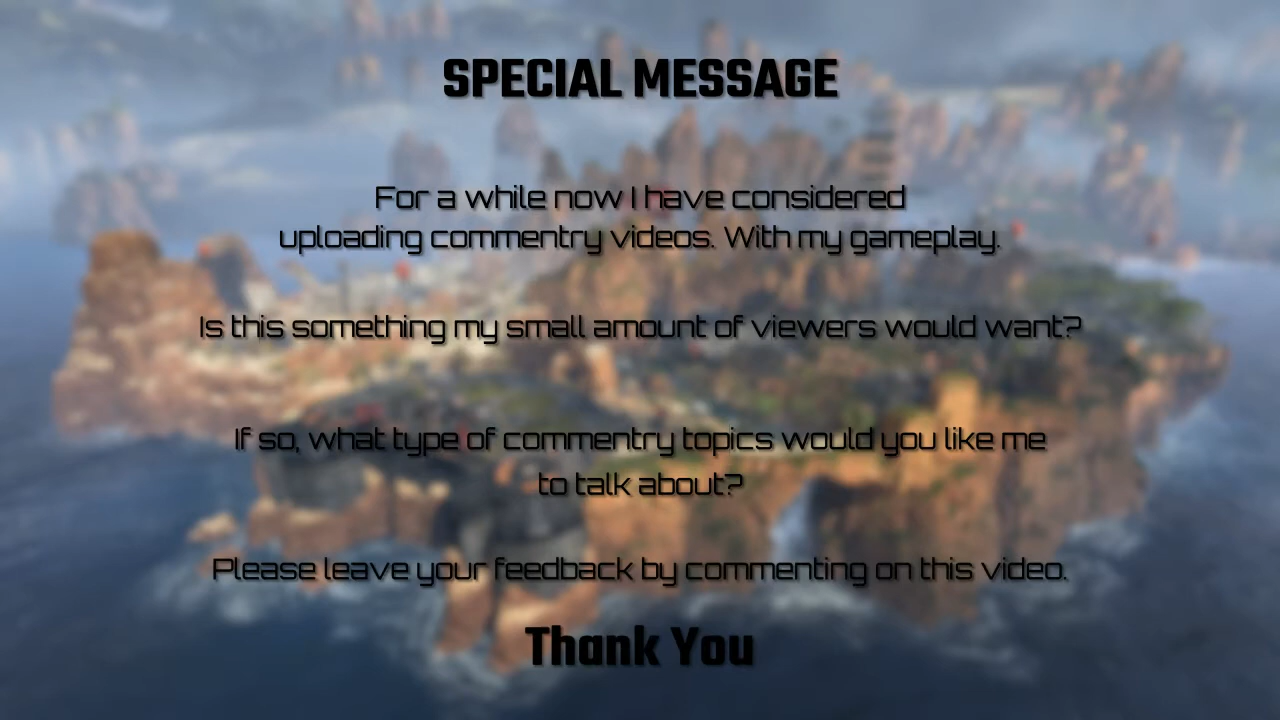 SPECIAL MESSAGE
For a while now I have considered
uploading commentry videos. With my gameplay.
Is this something my small amount of viewers would want?
If so, what type of commentry topics would you like me
to talk about?
Please leave your feedback by commenting on this video.
Thank You